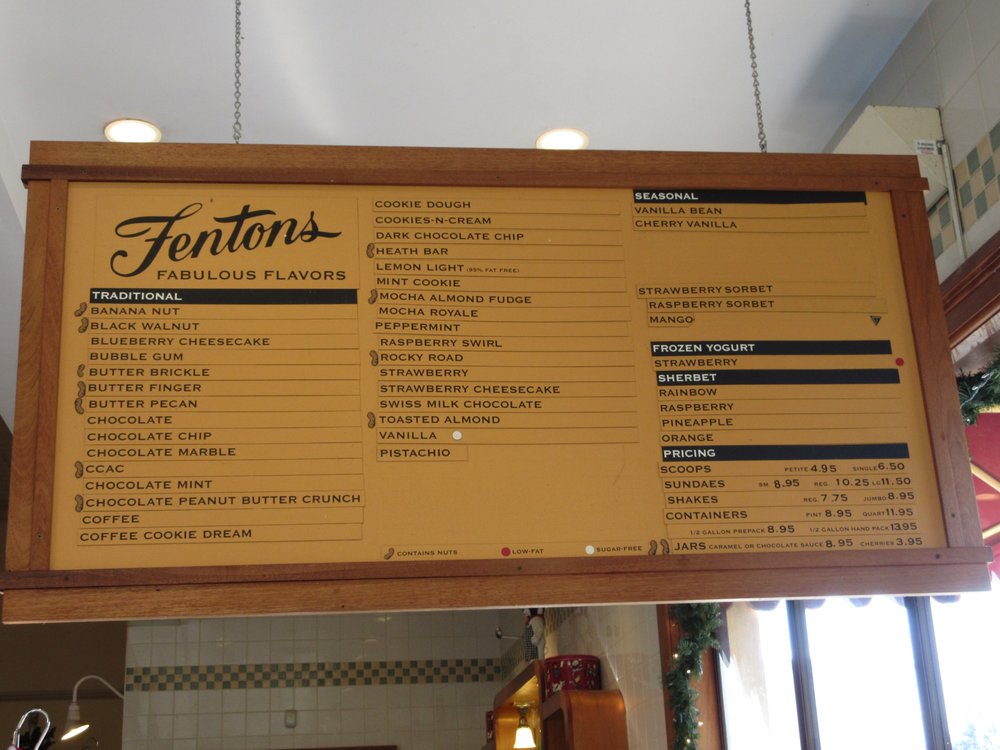 Fentons
FABULOUS FLAVORS
TRADITIONAL
BANANA NUT
BLACK WALNUT
BLUEBERRY CHEESECAKE
BUBBLE GUM
BUTTER BRICKLE
BUTTER FINGER
BUTTER PECAN
CHOCOLATE
CHOCOLATE CHIP
CHOCOLATE MARBLE
CCAC
CHOCOLATE MINT
CHOCOLATE PEANUT BUTTER CRUNCH
COFFEE
COFFEE COOKIE DREAM
COOKIE DOUGH
COOKIES-N-CREAM
DARK CHOCOLATE CHIP
HEATH BAR
LEMON LIGHT (95% FAT FREE)
MINT COOKIE
MOCHA ALMOND FUDGE
MOCHA ROYALE
PEPPERMINT
RASPBERRY SWIRL
ROCKY ROAD
STRAWBERRY
STRAWBERRY CHEESECAKE
SWISS MILK CHOCOLATE
TOASTED ALMOND
VANILLA
PISTACHIO
CONTAINS NUTS LOW-FAT SUGAR-FREE
SEASONAL
VANILLA BEAN
CHERRY VANILLA
STRAWBERRY SORBET
RASPBERRY SORBET
MANGO
FROZEN YOGURT
STRAWBERRY
SHERBET
RAINBOW
RASPBERRY
PINEAPPLE
ORANGE
PRICING
SCOOPS PETITE 4.95 SINGLE 6.50
SUNDAES SM. 8.95 REG. 10.25 LG 11.50
SHAKES REG. 7.75 JUMBO 8.95
CONTAINERS PINT 8.95 QUART 11.95
1/2 GALLON PREPACK 8.95 1/2 GALLON HAND PACK 13.95
JARS CARAMEL OR CHOCOLATE SAUCE 8.95 CHERRIES 3.95